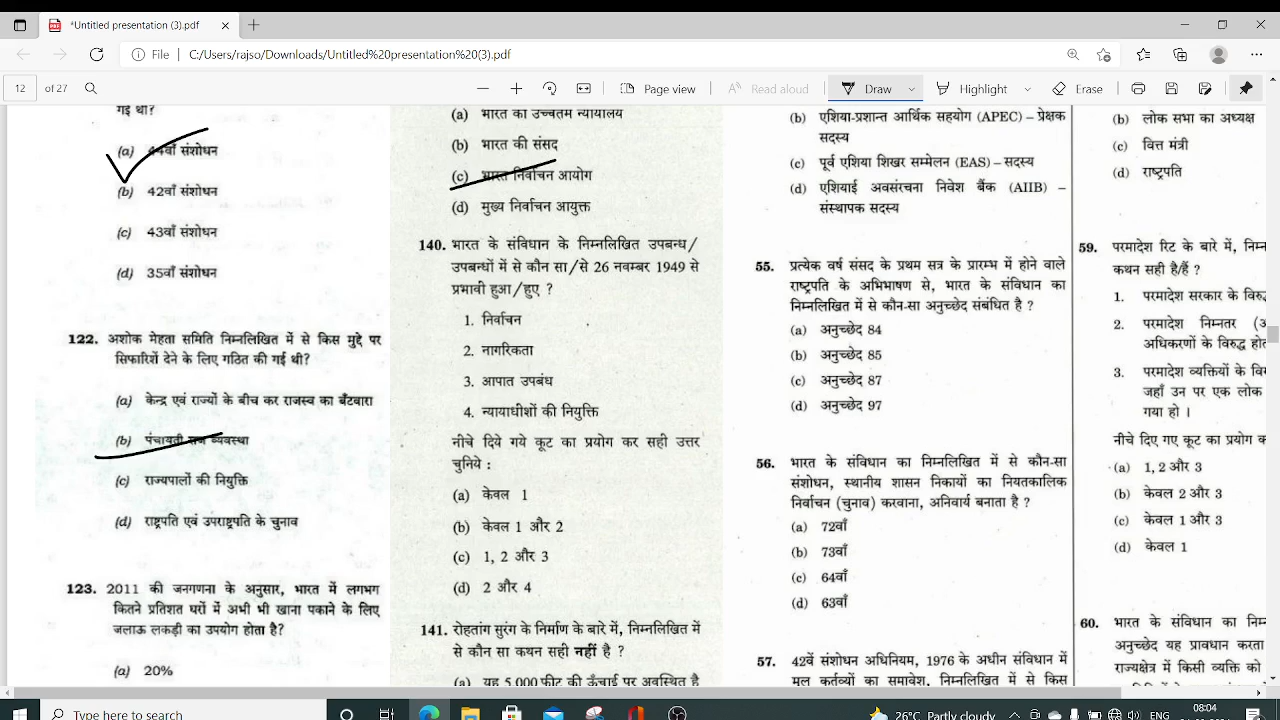 *Untitled presentation (3).pdf
File
C:/Users/rajso/Downloads/Untitled%20presentation%20(3).pdf
12 of 27
Page view
Read aloud
Draw
Highlight
Erase
गई थी?
(a) 44वाँ संशोधन
(b) 42वाँ संशोधन
(c) 43वाँ संशोधन
(d) 35वाँ संशोधन
122. अशोक मेहता समिति निम्नलिखित में से किस मुद्दे पर
सिफारिशें देने के लिए गठित की गई थी?
(a) केन्द्र एवं राज्यों के बीच कर राजस्व का बँटवारा
(b) पंचायती राज व्यवस्था
(c) राज्यपालों की नियुक्ति
(d) राष्ट्रपति एवं उपराष्ट्रपति के चुनाव
123. 2011 की जनगणना के अनुसार, भारत में लगभग
कितने प्रतिशत घरों में अभी भी खाना पकाने के लिए
जलाऊ लकड़ी का उपयोग होता है?
(a) 20%
(a) भारत का उच्चतम न्यायालय
(b) भारत की संसद
(c) भारत निर्वाचन आयोग
(d) मुख्य निर्वाचन आयुक्त
140. भारत के संविधान के निम्नलिखित उपबन्ध/
उपबन्धों में से कौन सा/से 26 नवम्बर 1949 से
प्रभावी हुआ/हुए ?
1. निर्वाचन
2. नागरिकता
3. आपात उपबंध
4. न्यायाधीशों की नियुक्ति
नीचे दिये गये कूट का प्रयोग कर सही उत्तर
चुनिये :
(a) केवल 1
(b) केवल 1 और 2
(c) 1, 2 और 3
(d) 2 और 4
141. रोहतांग सुरंग के निर्माण के बारे में, निम्नलिखित में
से कौन सा कथन सही नहीं है ?
(a) यह 5,000 फीट की ऊँचाई पर अवस्थित है
(b) एशिया-प्रशान्त आर्थिक सहयोग (APEC) – प्रेक्षक
सदस्य
(c) पूर्व एशिया शिखर सम्मेलन (EAS) – सदस्य
(d) एशियाई अवसंरचना निवेश बैंक (AIIB) –
संस्थापक सदस्य
55. प्रत्येक वर्ष संसद के प्रथम सत्र के प्रारम्भ में होने वाले
राष्ट्रपति के अभिभाषण से, भारत के संविधान का
निम्नलिखित में से कौन-सा अनुच्छेद संबंधित है ?
(a) अनुच्छेद 84
(b) अनुच्छेद 85
(c) अनुच्छेद 87
(d) अनुच्छेद 97
56. भारत के संविधान का निम्नलिखित में से कौन-सा
संशोधन, स्थानीय शासन निकायों का नियतकालिक
निर्वाचन (चुनाव) करवाना, अनिवार्य बनाता है ?
(a) 72वाँ
(b) 73वाँ
(c) 64वाँ
(d) 63वाँ
57. 42वें संशोधन अधिनियम, 1976 के अधीन संविधान में
मूल कर्तव्यों का समावेश, निम्नलिखित में से किस
(b) लोक सभा का अध्यक्ष
(c) वित्त मंत्री
(d) राष्ट्रपति
59. परमादेश रिट के बारे में,
कथन सही है/हैं ?
1. परमादेश सरकार के
2. परमादेश निम्नतर
अधिकरणों के विरुद्ध
3. परमादेश व्यक्तियों के
जहाँ उन पर एक लोक
गया हो ।
नीचे दिए गए कूट का प्रयोग
(a) 1, 2 और 3
(b) केवल 2 और 3
(c) केवल 1 और 3
(d) केवल 1
60. भारत के संविधान का
अनुच्छेद यह प्रावधान करता
राज्यक्षेत्र में किसी व्यक्ति को
Type here to search
26°C Partly cloudy
ENG
08:04